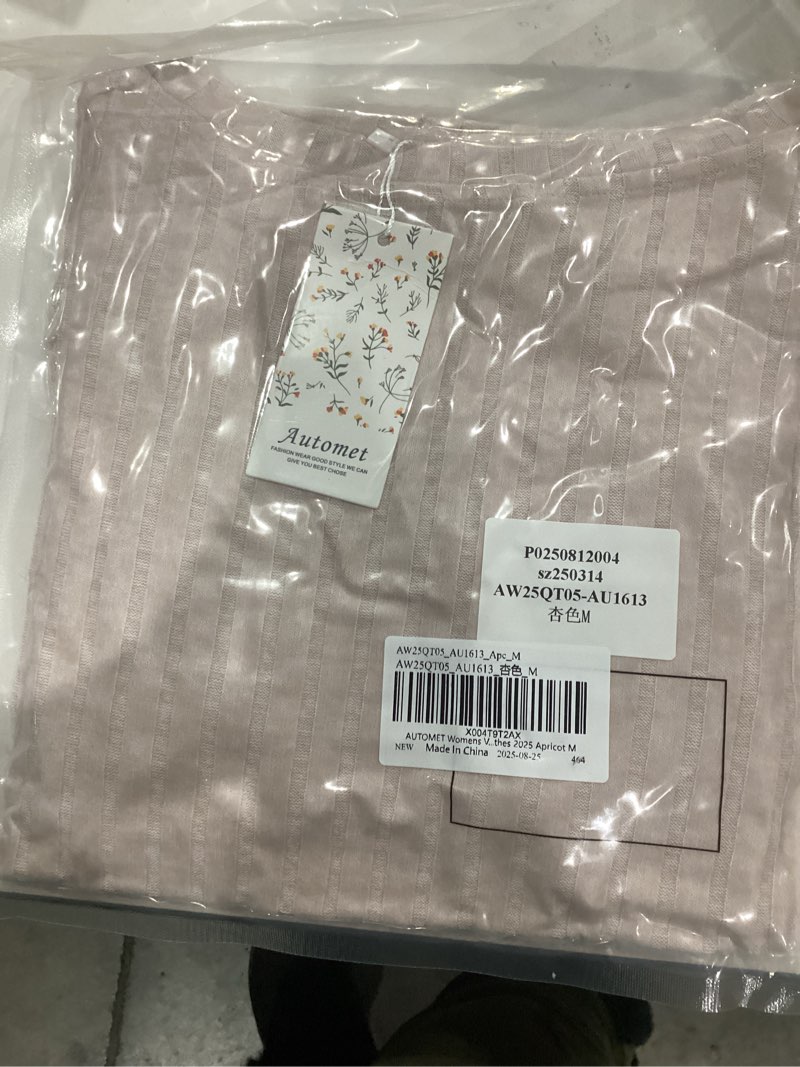 Automet
FASHION WEAR GOOD STYLE WE CAN
GIVE YOU BEST CHOSE
P0250812004
sz250314
AW25QT05-AU1613
杏色M
AW25QT05_AU1613_Apc_M
AW25QT05_AU1613_杏色_M
X004T9T2AX
AUTOMET Womens V...thes 2025 Apricot M
NEW Made In China 2025-08-25 464